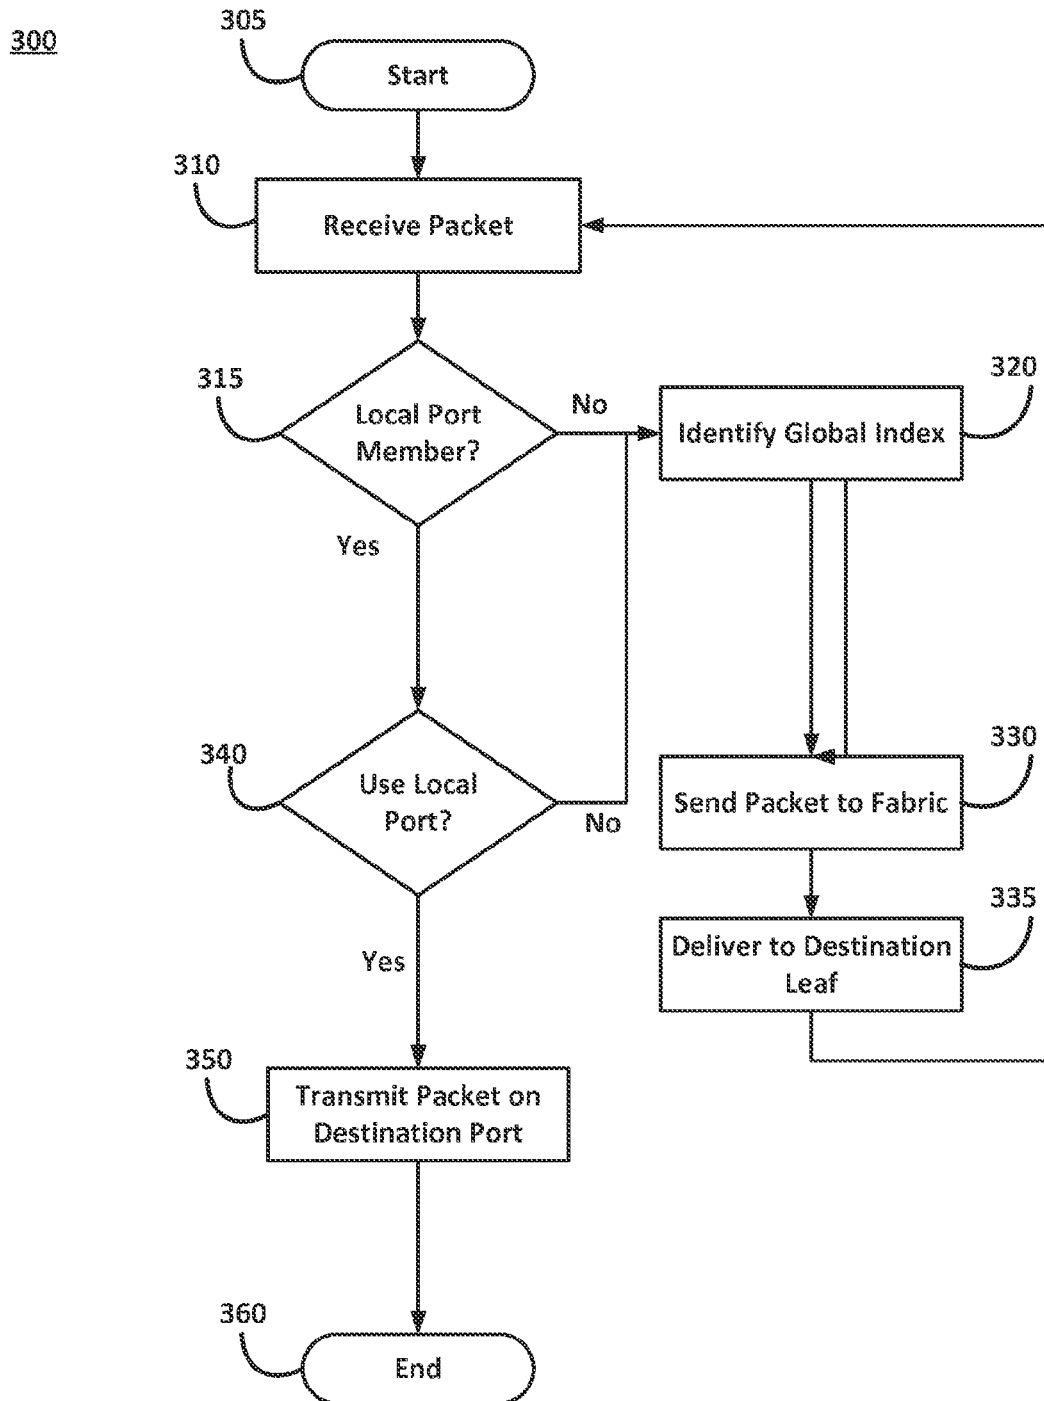 300
305
Start
310
Receive Packet
315
Local Port
Member?
No
320
Identify Global Index
Yes
340
Use Local
Port?
No
330
Send Packet to Fabric
335
Deliver to Destination
Leaf
Yes
350
Transmit Packet on
Destination Port
360
End